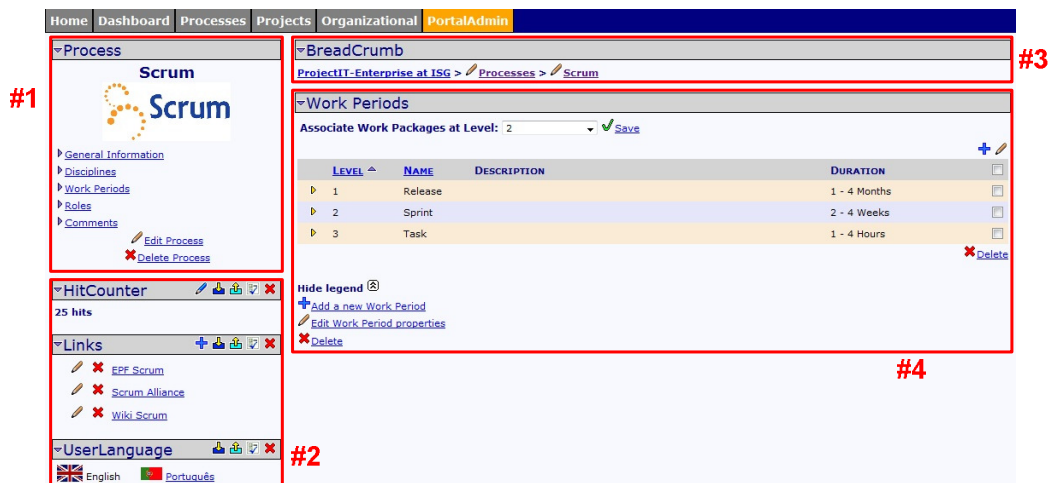 Home Dashboard Processes Projects Organizational PortalAdmin
#1
Process
Scrum
Scrum
General Information
Disciplines
Work Periods
Roles
Comments
Edit Process
Delete Process
HitCounter
25 hits
Links
EPF Scrum
Scrum Alliance
Wiki Scrum
UserLanguage
English Português
#2
BreadCrumb
ProjectIT-Enterprise at ISG > Processes > Scrum
#3
Work Periods
Associate Work Packages at Level: 2 Save
LEVEL NAME DESCRIPTION DURATION
1 Release 1 - 4 Months
2 Sprint 2 - 4 Weeks
3 Task 1 - 4 Hours
Delete
Hide legend
Add a new Work Period
Edit Work Period properties
Delete
#4